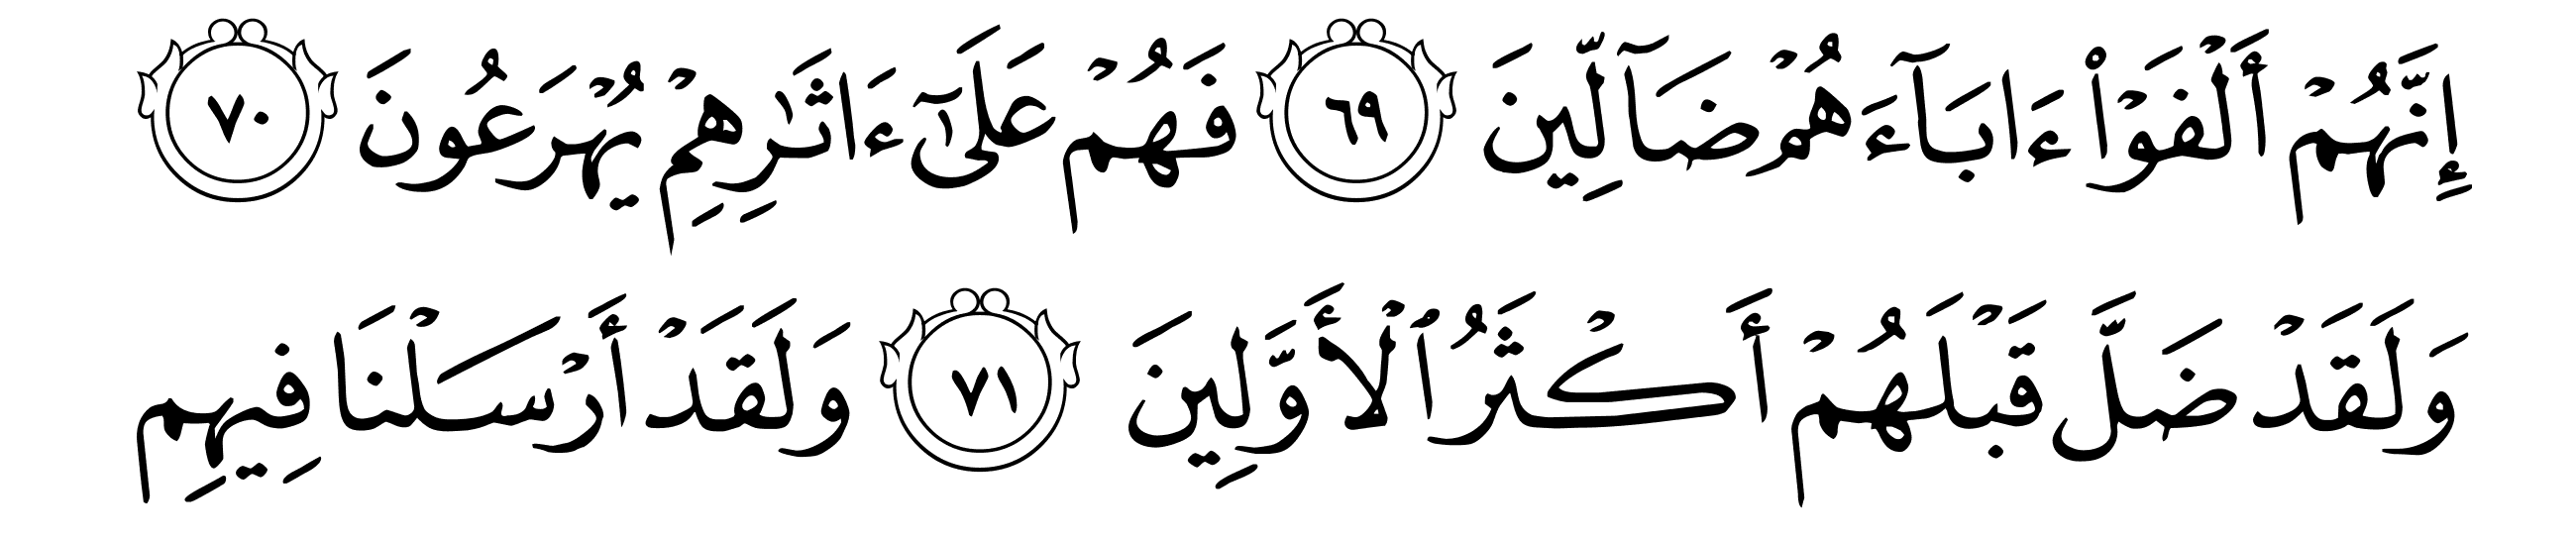 إِنَّهُمْ أَلْفَوْا۟ ءَابَآءَهُمْ ضَآلِّينَ ٦٩ فَهُمْ عَلَىٰٓ ءَاثَـٰرِهِمْ يُهْرَعُونَ ٧٠
وَلَقَدْ ضَلَّ قَبْلَهُمْ أَكْثَرُ ٱلْأَوَّلِينَ ٧١ وَلَقَدْ أَرْسَلْنَا فِيهِم